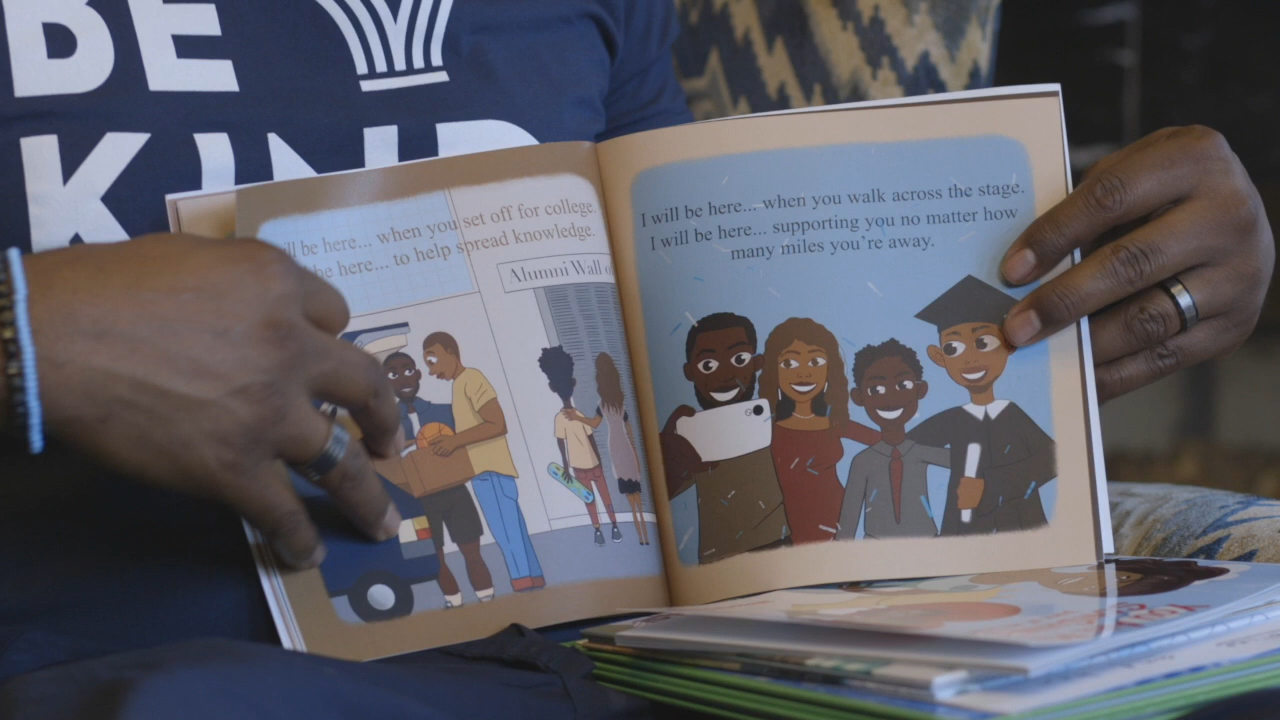 BE
KIND
will be here... when you set off for college.
be here... to help spread knowledge.
Alumni Wall of
I will be here... when you walk across the stage.
I will be here... supporting you no matter how
many miles you're away.